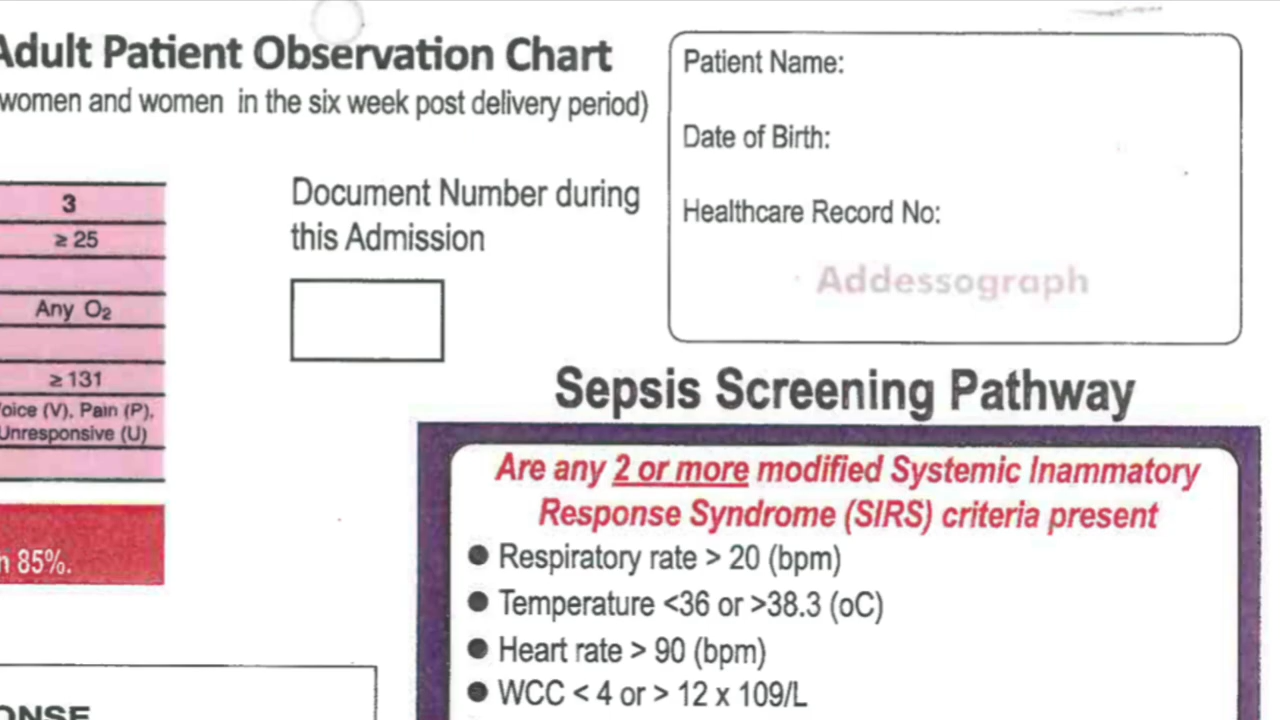 Adult Patient Observation Chart
women and women in the six week post delivery period)
Patient Name:
Date of Birth:
Healthcare Record No:
Addessograph
Document Number during
this Admission
3
≥ 25
Any O2
≥ 131
Voice (V), Pain (P),
Unresponsive (U)
85%.
Sepsis Screening Pathway
Are any 2 or more modified Systemic Inammatory
Response Syndrome (SIRS) criteria present
● Respiratory rate > 20 (bpm)
● Temperature <36 or >38.3 (oC)
● Heart rate > 90 (bpm)
● WCC < 4 or > 12 x 109/L